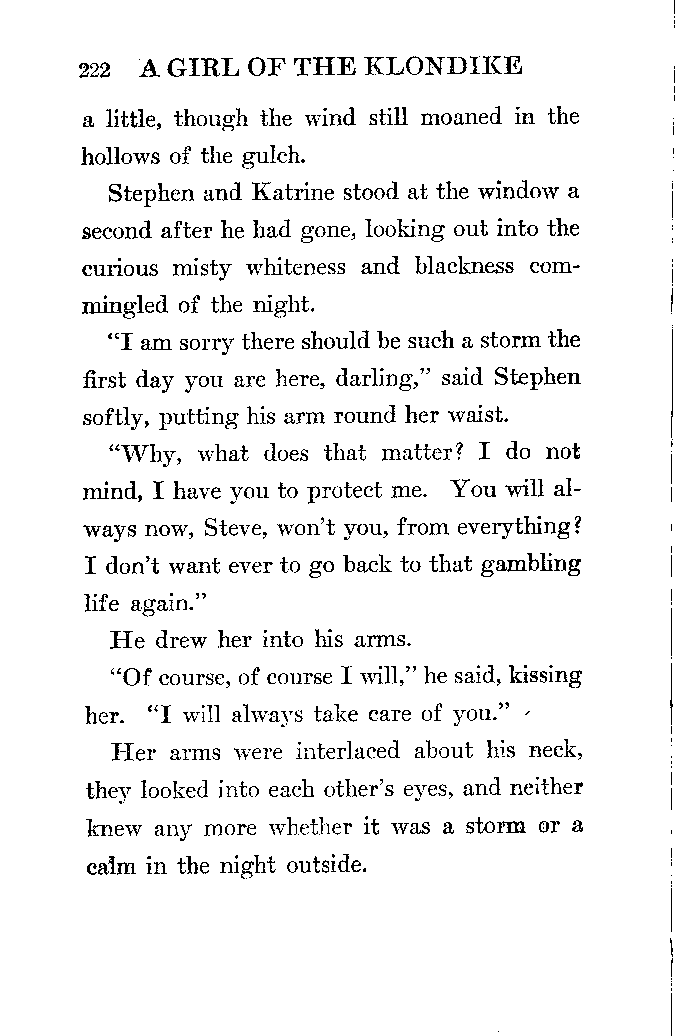 222 A GIRL OF THE KLONDIKE
a little, though the wind still moaned in the
hollows of the gulch.
Stephen and Katrine stood at the window a
second after he had gone, looking out into the
curious misty whiteness and blackness com-
mingled of the night.
“I am sorry there should be such a storm the
first day you are here, darling,” said Stephen
softly, putting his arm round her waist.
“Why, what does that matter? I do not
mind, I have you to protect me. You will al-
ways now, Steve, won’t you, from everything?
I don’t want ever to go back to that gambling
life again.”
He drew her into his arms.
“Of course, of course I will,” he said, kissing
her. “I will always take care of you.”
Her arms were interlaced about his neck,
they looked into each other’s eyes, and neither
knew any more whether it was a storm or a
calm in the night outside.